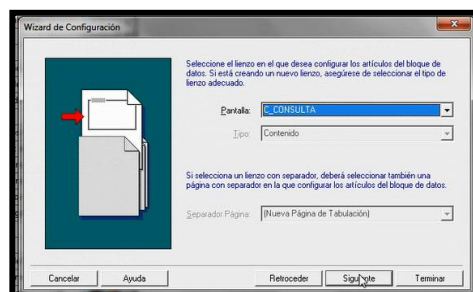 Wizard de Configuración
Seleccione el lienzo en el que desea configurar los artículos del bloque de
datos. Si está creando un nuevo lienzo, asegúrese de seleccionar el tipo de
lienzo adecuado.
Pantalla: C_CONSULTA
Tipo: Contenido
Si selecciona un lienzo con separador, deberá seleccionar también una
página con separador en la que configurar los artículos del bloque de datos.
Separador Página: (Nueva Página de Tabulación)
Cancelar Ayuda Retroceder Siguiente Terminar